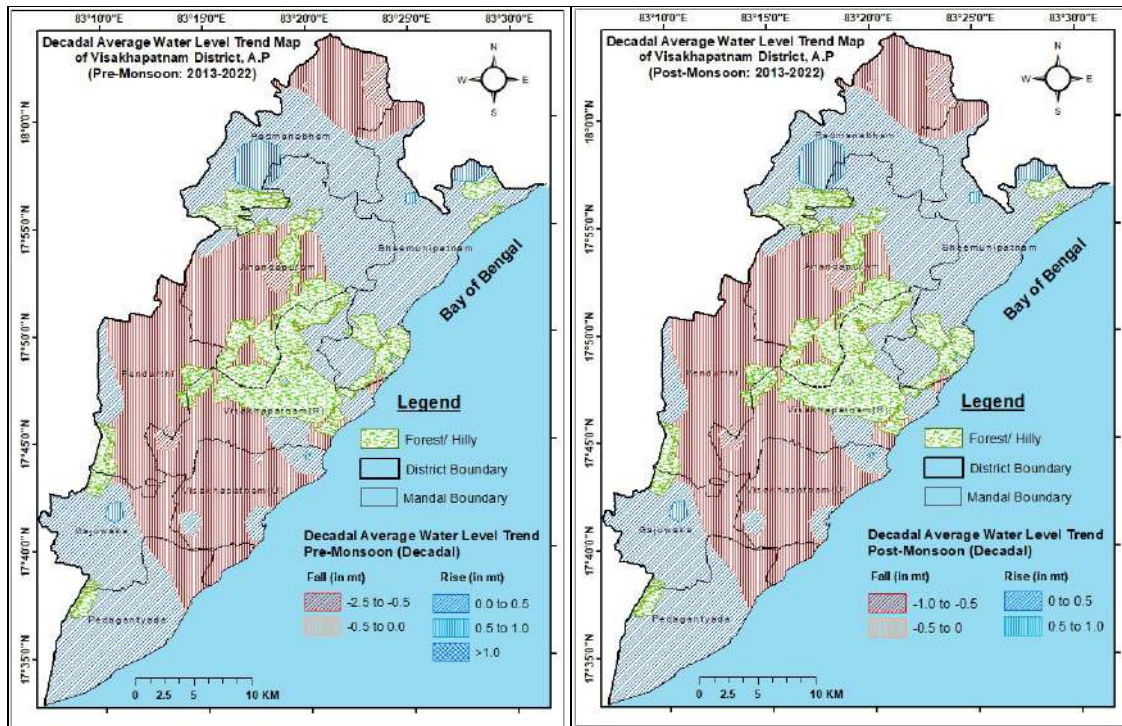 83°10'0"E 83°15'0"E 83°20'0"E 83°25'0"E 83°30'0"E
Decadal Average Water Level Trend Map
of Visakhapatnam District, A.P
(Pre-Monsoon: 2013-2022)
N
W E
S
18°0'0"N
17°55'0"N
17°50'0"N
17°45'0"N
17°40'0"N
17°35'0"N
Padmanabham
Bheemunipatnam
Anandapuram
Bay of Bengal
Pendurthi
Visakhapatnam(R)
Visakhapatnam(U)
Gajuwaka
Pedagantyada
Legend
Forest/ Hilly
District Boundary
Mandal Boundary
Decadal Average Water Level Trend
Pre-Monsoon (Decadal)
Fall (in mt) Rise (in mt)
-2.5 to -0.5 0.0 to 0.5
-0.5 to 0.0 0.5 to 1.0
>1.0
0 2.5 5 10 KM
83°10'0"E 83°15'0"E 83°20'0"E 83°25'0"E 83°30'0"E
Decadal Average Water Level Trend Map
of Visakhapatnam District, A.P
(Post-Monsoon: 2013-2022)
N
W E
S
18°0'0"N
17°55'0"N
17°50'0"N
17°45'0"N
17°40'0"N
17°35'0"N
Padmanabham
Bheemunipatnam
Anandapuram
Bay of Bengal
Pendurthi
Visakhapatnam(R)
Visakhapatnam(U)
Gajuwaka
Pedagantyada
Legend
Forest/ Hilly
District Boundary
Mandal Boundary
Decadal Average Water Level Trend
Post-Monsoon (Decadal)
Fall (in mt) Rise (in mt)
-1.0 to -0.5 0 to 0.5
-0.5 to 0 0.5 to 1.0
0 2.5 5 10 KM